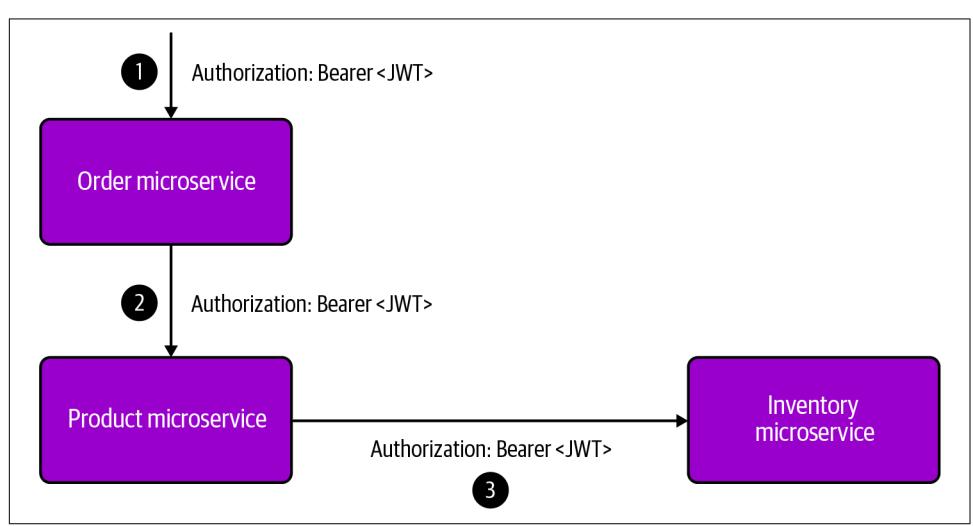 1
Authorization: Bearer <JWT>
Order microservice
2
Authorization: Bearer <JWT>
Product microservice
Inventory
microservice
Authorization: Bearer <JWT>
3